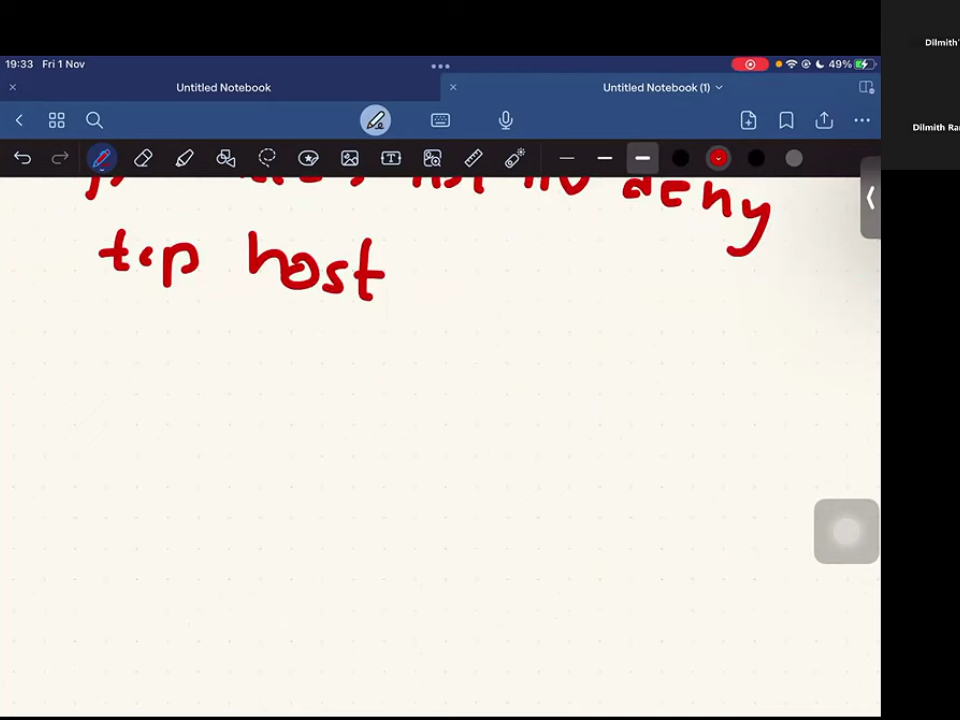 Dilmith
19:33 Fri 1 Nov
49%
Untitled Notebook
Untitled Notebook (1)
Dilmith Ra
deny
tcp host